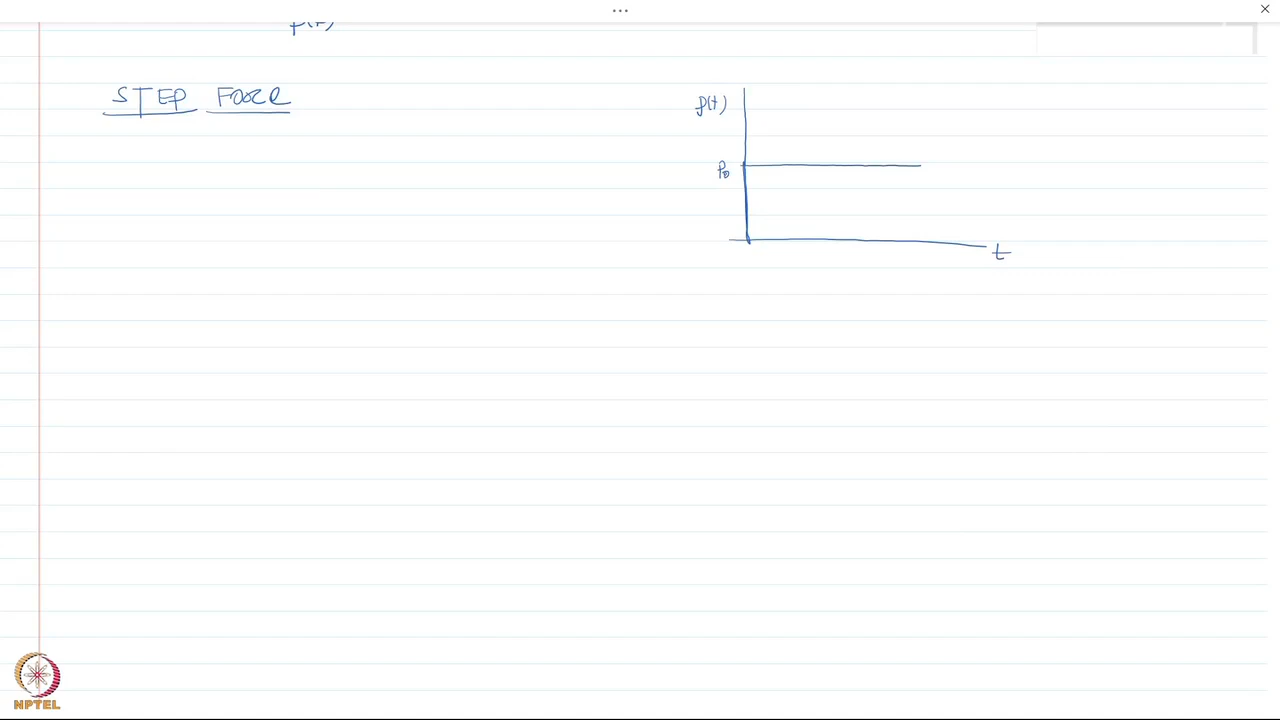 p(t)
STEP FORCE
p(t)
P0
t
NPTEL